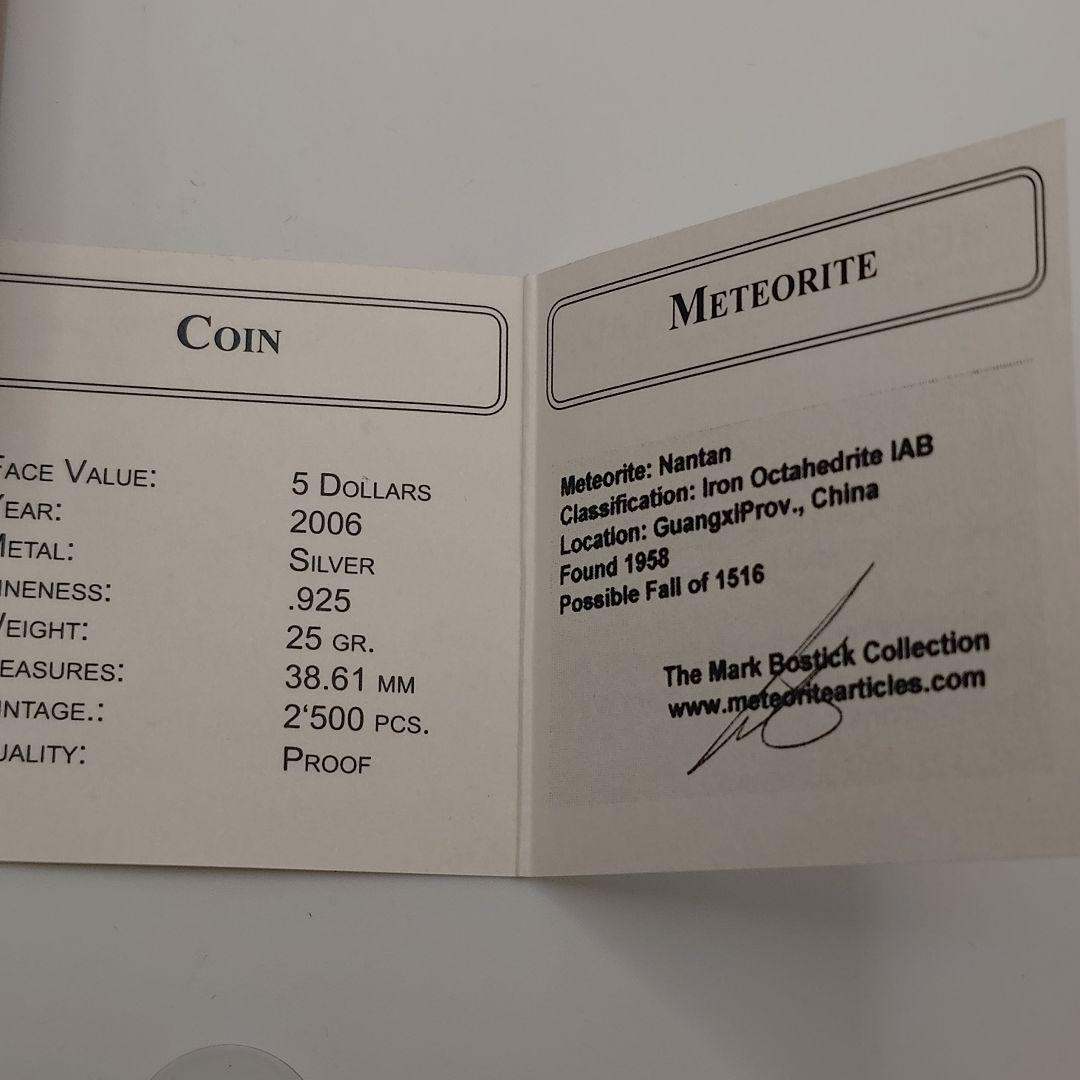 COIN
FACE VALUE: 5 DOLLARS
YEAR: 2006
METAL: SILVER
INENESS: .925
WEIGHT: 25 GR.
EASURES: 38.61 MM
INTAGE.: 2‘500 PCS.
UALITY: PROOF
METEORITE
Meteorite: Nantan
Classification: Iron Octahedrite IAB
Location: GuangxiProv., China
Found 1958
Possible Fall of 1516
The Mark Bostick Collection
www.meteoritearticles.com